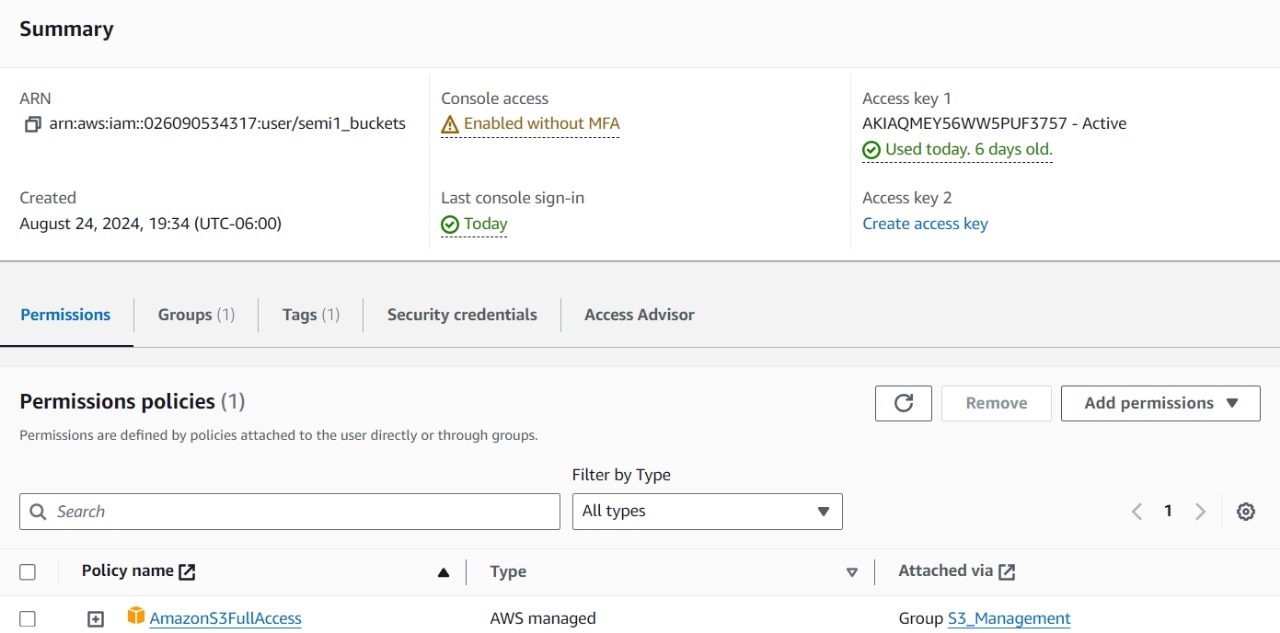 Summary
ARN
arn:aws:iam::026090534317:user/semi1_buckets
Console access
Enabled without MFA
Access key 1
AKIAQMEY56WW5PUF3757 - Active
Used today. 6 days old.
Created
August 24, 2024, 19:34 (UTC-06:00)
Last console sign-in
Today
Access key 2
Create access key
Permissions
Groups (1)
Tags (1)
Security credentials
Access Advisor
Permissions policies (1)
Remove
Add permissions
Permissions are defined by policies attached to the user directly or through groups.
Filter by Type
Search
All types
1
Policy name
Type
Attached via
AmazonS3FullAccess
AWS managed
Group S3_Management